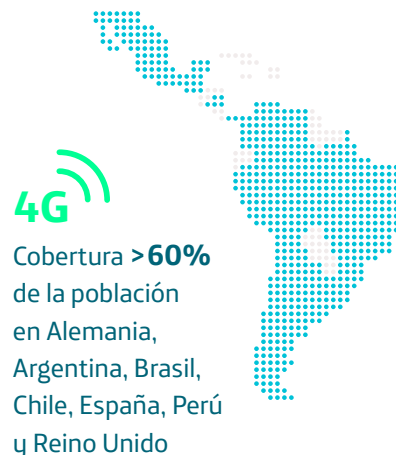 4G
Cobertura >60%
de la población
en Alemania,
Argentina, Brasil,
Chile, España, Perú
y Reino Unido